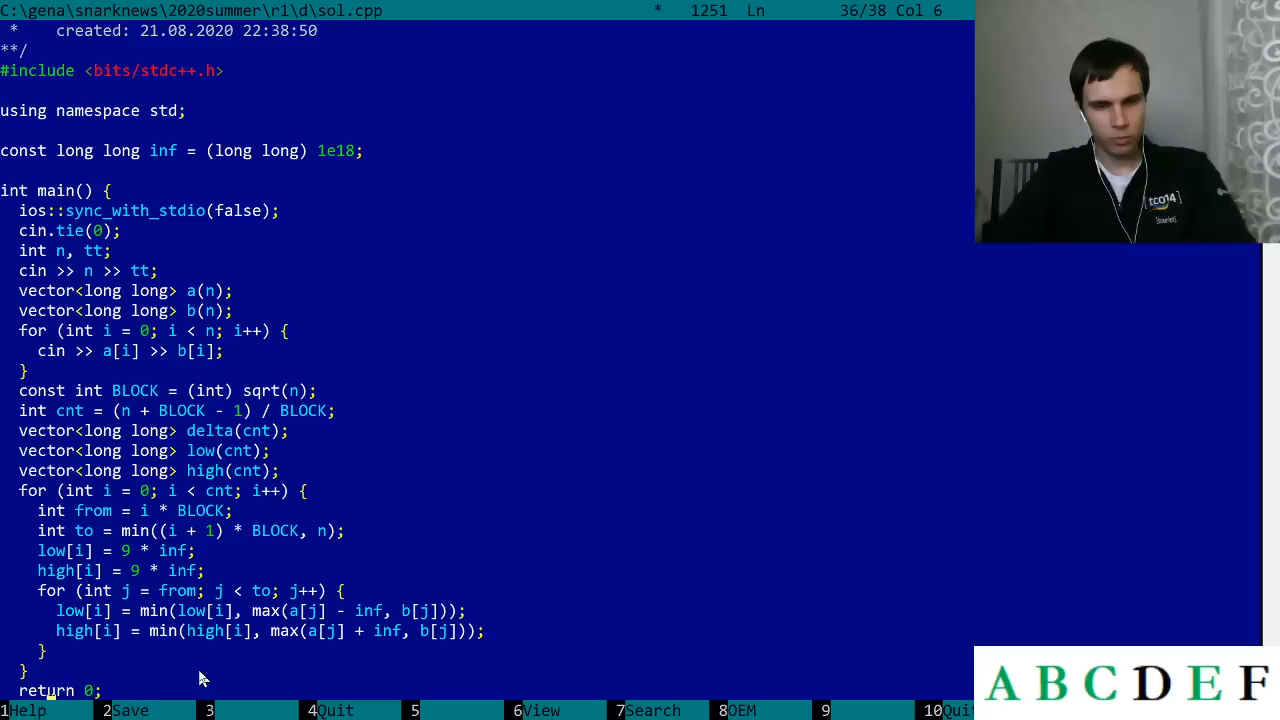 C:\gena\snarknews\2020summer\r1\d\sol.cpp * 1251 Ln 36/38 Col 6
* created: 21.08.2020 22:38:50
**/
#include <bits/stdc++.h>
using namespace std;
const long long inf = (long long) 1e18;
int main() {
ios::sync_with_stdio(false);
cin.tie(0);
int n, tt;
cin >> n >> tt;
vector<long long> a(n);
vector<long long> b(n);
for (int i = 0; i < n; i++) {
cin >> a[i] >> b[i];
}
const int BLOCK = (int) sqrt(n);
int cnt = (n + BLOCK - 1) / BLOCK;
vector<long long> delta(cnt);
vector<long long> low(cnt);
vector<long long> high(cnt);
for (int i = 0; i < cnt; i++) {
int from = i * BLOCK;
int to = min((i + 1) * BLOCK, n);
low[i] = 9 * inf;
high[i] = 9 * inf;
for (int j = from; j < to; j++) {
low[i] = min(low[i], max(a[j] - inf, b[j]));
high[i] = min(high[i], max(a[j] + inf, b[j]));
}
}
return 0;
1Help 2Save 3 4Quit 5 6View 7Search 8OEM 9 10Qui
[tco14]
A B C D E F